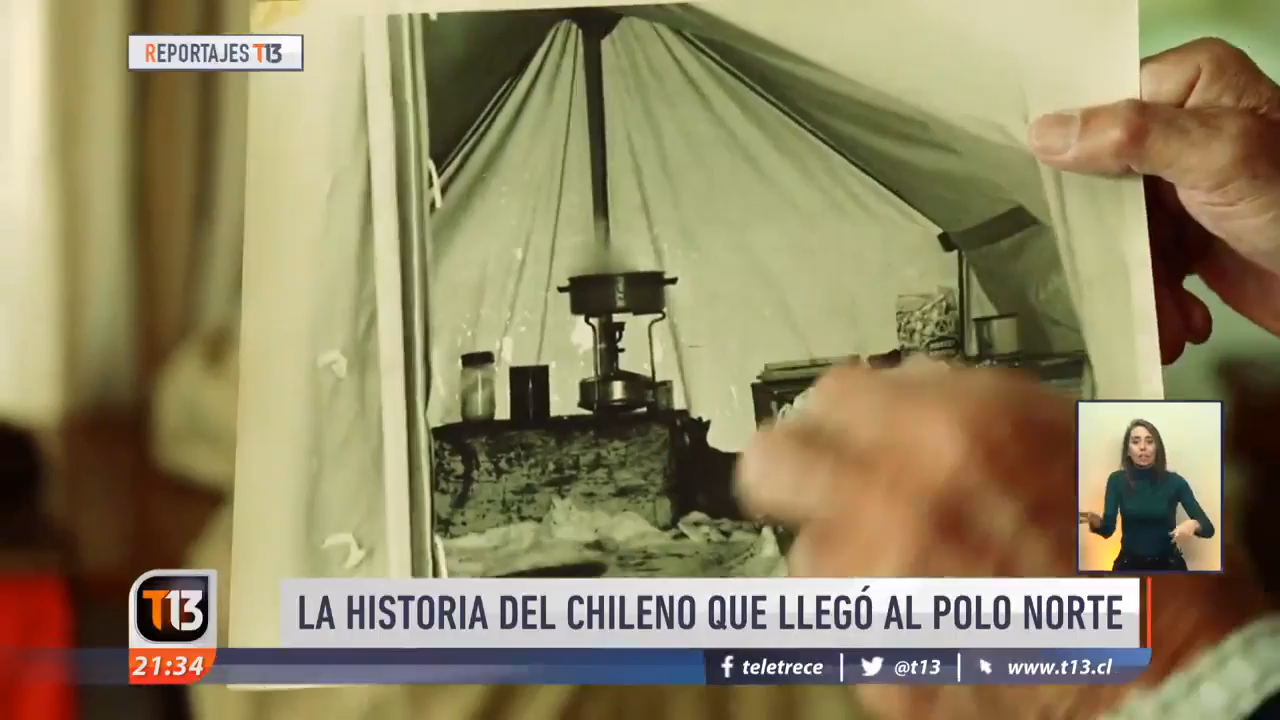 REPORTAJES T13
T13
LA HISTORIA DEL CHILENO QUE LLEGÓ AL POLO NORTE
21:34
teletrece
@t13
www.t13.cl